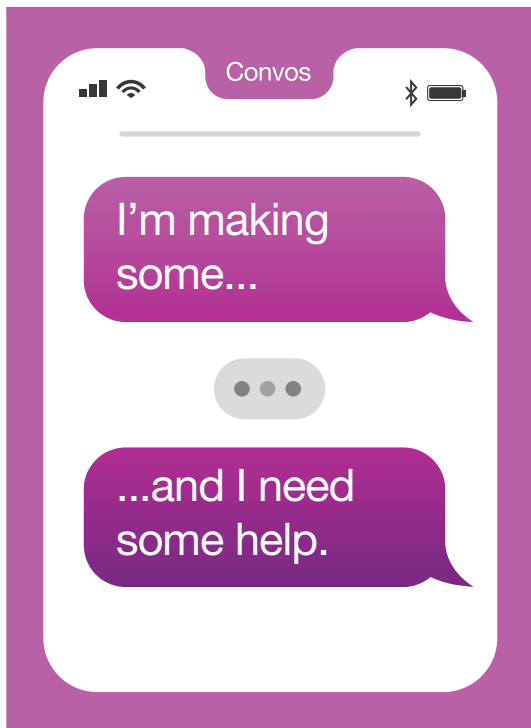 Convos
I’m making
some...
...and I need
some help.